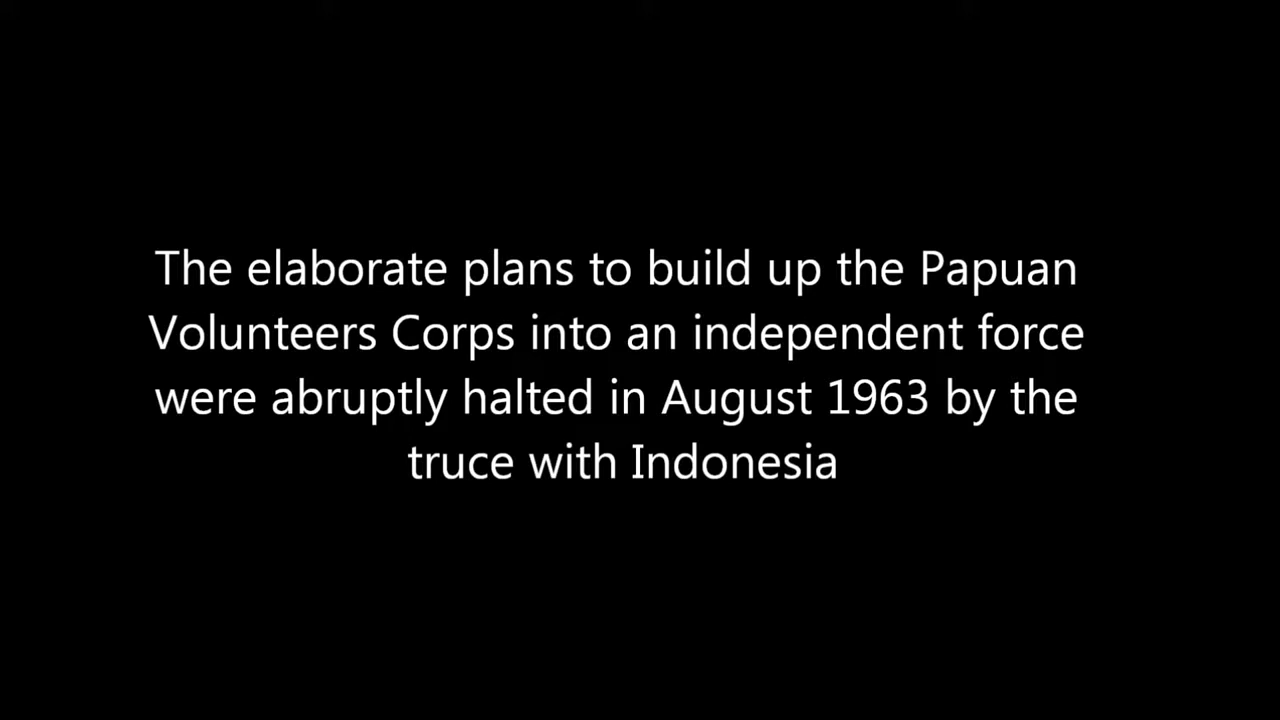 The elaborate plans to build up the Papuan
Volunteers Corps into an independent force
were abruptly halted in August 1963 by the
truce with Indonesia